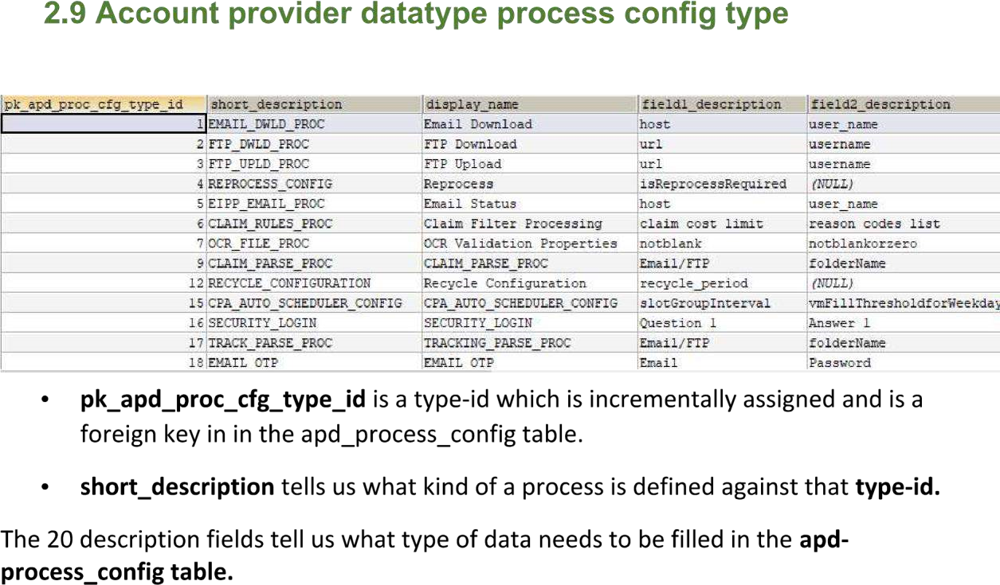 2.9 Account provider datatype process config type
pk_apd_proc_cfg_type_id short_description display_name field1_description field2_description
1 EMAIL_DWLD_PROC Email Download host user_name
2 FTP_DWLD_PROC FTP Download url username
3 FTP_UPLD_PROC FTP Upload url username
4 REPROCESS_CONFIG Reprocess isReprocessRequired (NULL)
5 EIPP_EMAIL_PROC Email Status host user_name
6 CLAIM_RULES_PROC Claim Filter Processing claim cost limit reason codes list
7 OCR_FILE_PROC OCR Validation Properties notblank notblankorzero
9 CLAIM_PARSE_PROC CLAIM_PARSE_PROC Email/FTP folderName
12 RECYCLE_CONFIGURATION Recycle Configuration recycle_period (NULL)
15 CPA_AUTO_SCHEDULER_CONFIG CPA_AUTO_SCHEDULER_CONFIG slotGroupInterval vmFillThresholdforWeekday
16 SECURITY_LOGIN SECURITY_LOGIN Question 1 Answer 1
17 TRACK_PARSE_PROC TRACKING_PARSE_PROC Email/FTP folderName
18 EMAIL OTP EMAIL OTP Email Password
• pk_apd_proc_cfg_type_id is a type-id which is incrementally assigned and is a
foreign key in in the apd_process_config table.
• short_description tells us what kind of a process is defined against that type-id.
The 20 description fields tell us what type of data needs to be filled in the apd-
process_config table.